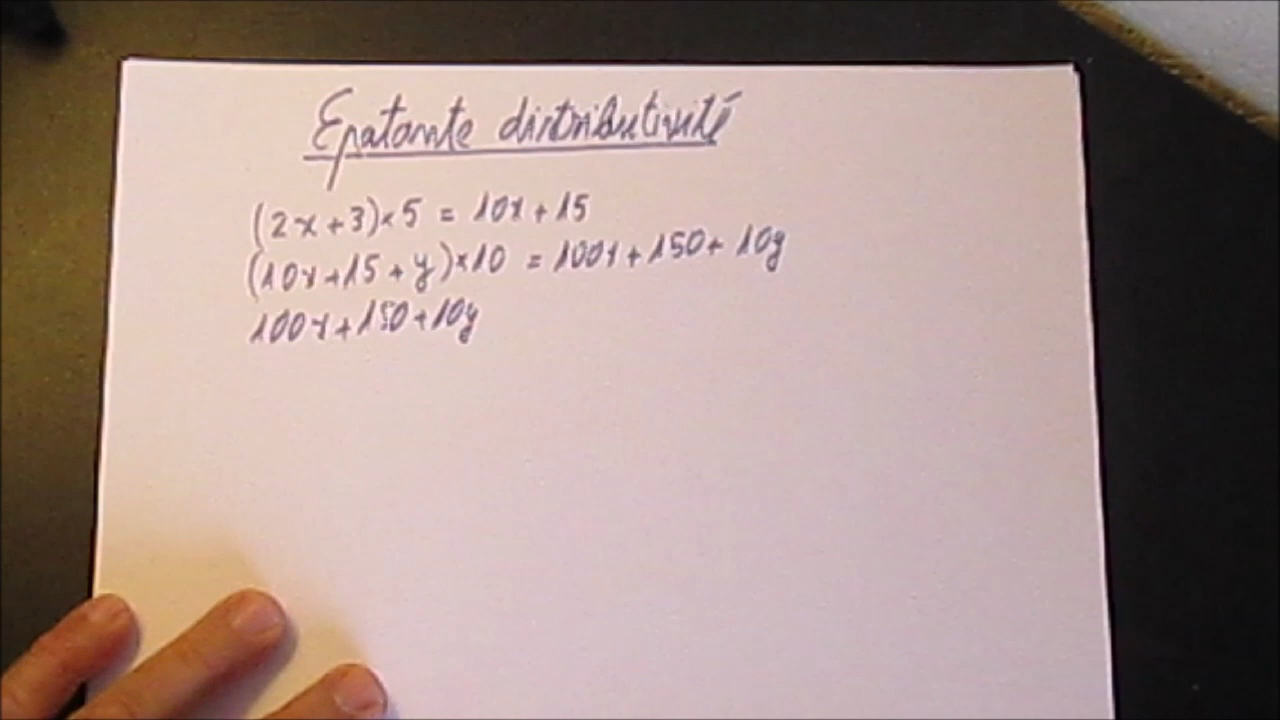 Epatante distributivité
(2x+3)×5 = 10x+15
(10x+15+y)×10 = 100x+150+10y
100x+150+10y